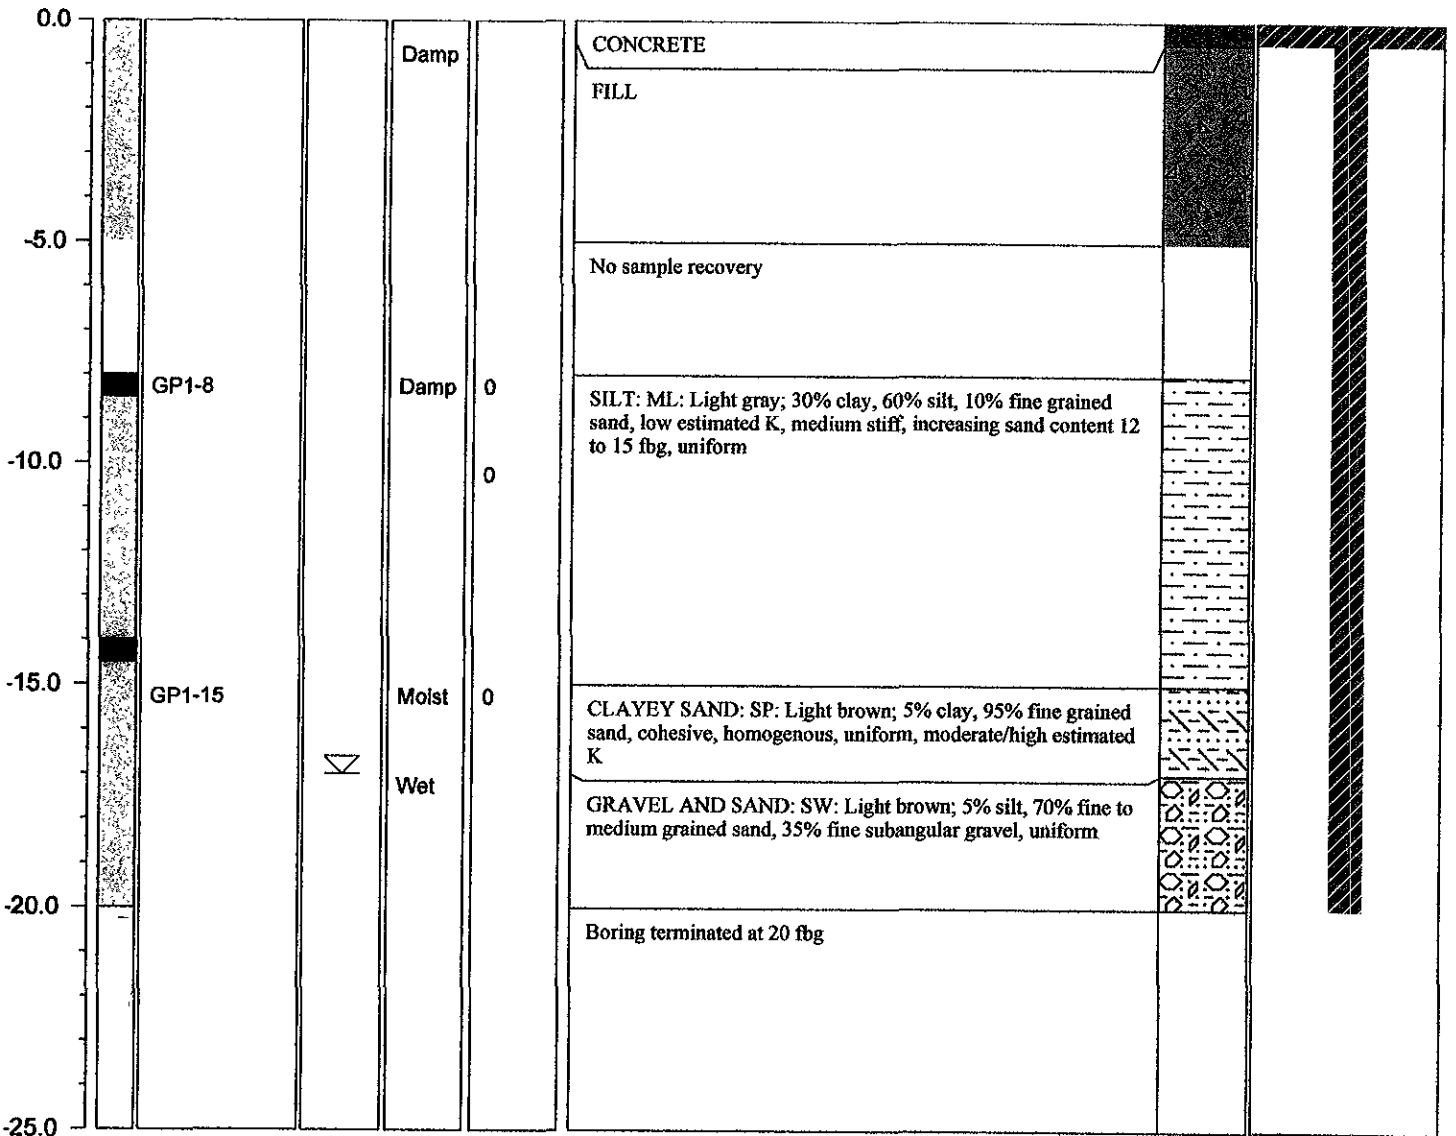 0.0
Damp
CONCRETE
FILL
-5.0
No sample recovery
GP1-8
Damp
0
SILT: ML: Light gray; 30% clay, 60% silt, 10% fine grained
sand, low estimated K, medium stiff, increasing sand content 12
to 15 fbg, uniform
-10.0
0
-15.0
GP1-15
Moist
0
CLAYEY SAND: SP: Light brown; 5% clay, 95% fine grained
sand, cohesive, homogenous, uniform, moderate/high estimated
K
Wet
GRAVEL AND SAND: SW: Light brown; 5% silt, 70% fine to
medium grained sand, 35% fine subangular gravel, uniform
-20.0
Boring terminated at 20 fbg
-25.0